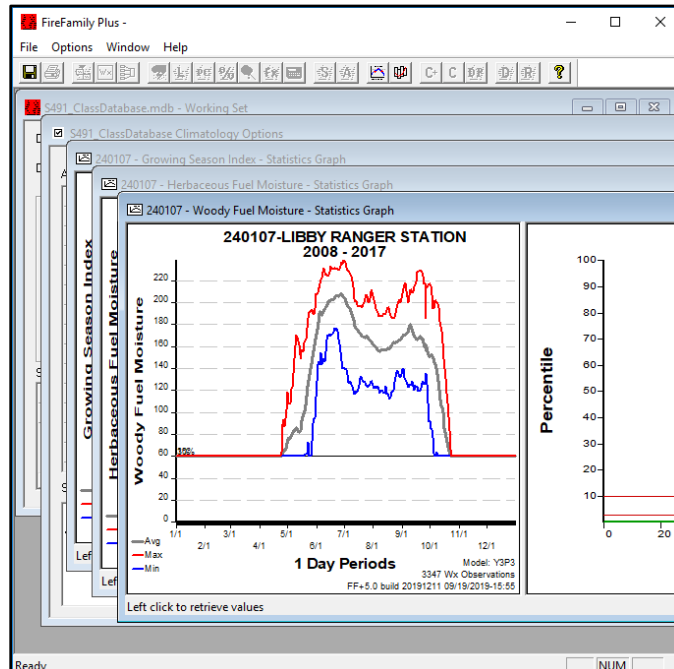 FireFamily Plus -
File Options Window Help
S491_ClassDatabase.mdb - Working Set
S491_ClassDatabase Climatology Options
240107 - Growing Season Index - Statistics Graph
240107 - Herbaceous Fuel Moisture - Statistics Graph
240107 - Woody Fuel Moisture - Statistics Graph
Growing Season Index
Herbaceous Fuel Moisture
240107-LIBBY RANGER STATION
2008 - 2017
Woody Fuel Moisture
220
200
180
160
140
120
100
80
60
40
20
0
1/1 2/1 3/1 4/1 5/1 6/1 7/1 8/1 9/1 10/1 11/1 12/1
Avg
Max
Min
1 Day Periods
Model: Y3P3
3347 Wx Observations
FF+5.0 build 20191211 09/19/2019-15:55
Percentile
100
90
80
70
60
50
40
30
20
10
0 20
Left
Left
Left click to retrieve values
Ready
NUM